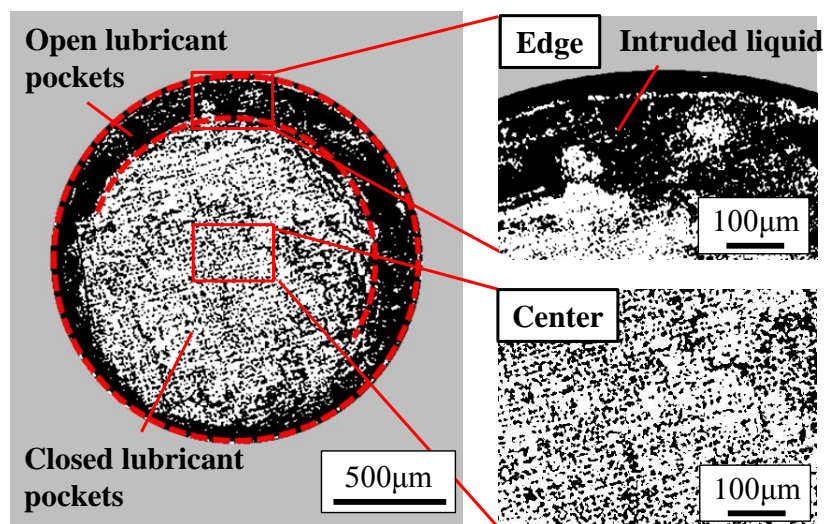 Open lubricant
pockets
Edge
Intruded liquid
100μm
Center
Closed lubricant
pockets
500μm
100μm